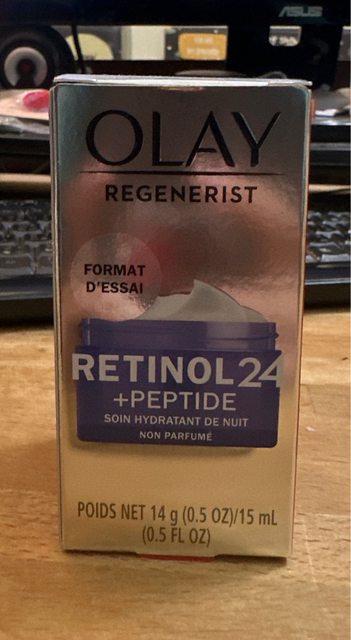 ASUS
OLAY
REGENERIST
FORMAT
D'ESSAI
RETINOL24
+PEPTIDE
SOIN HYDRATANT DE NUIT
NON PARFUMÉ
POIDS NET 14 g (0.5 OZ)/15 mL
(0.5 FL OZ)